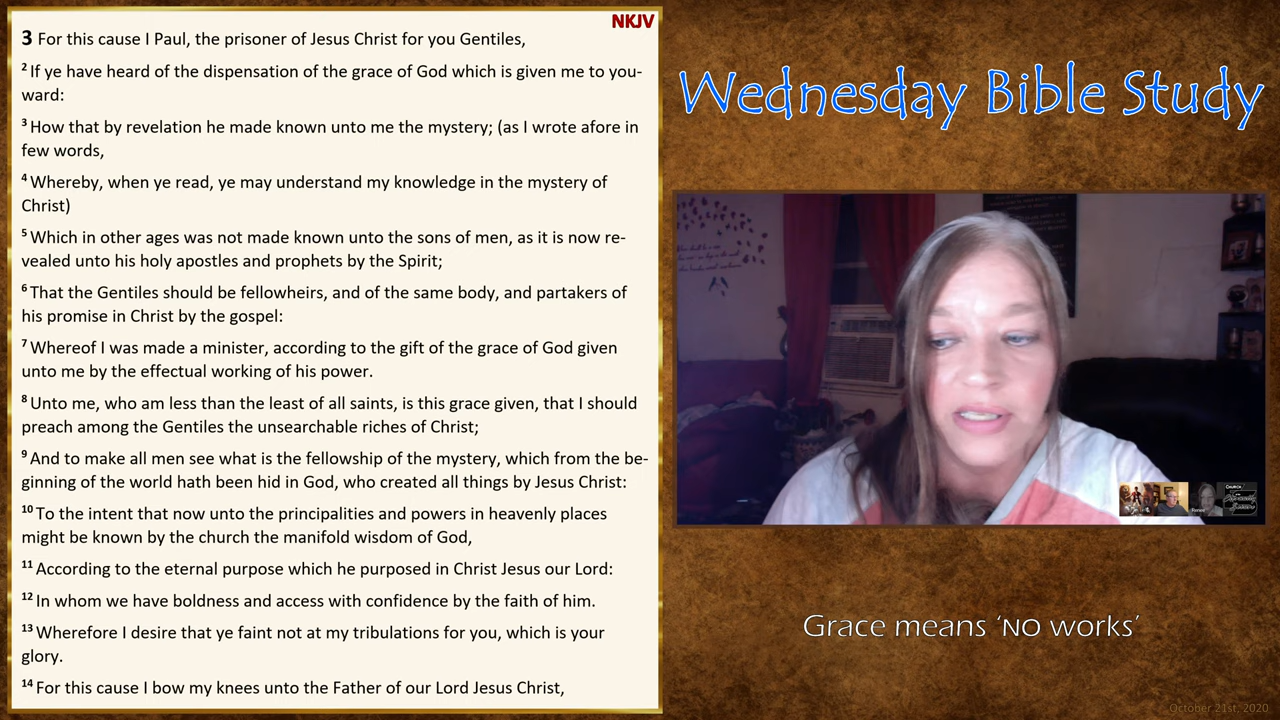 NKJV
3 For this cause I Paul, the prisoner of Jesus Christ for you Gentiles,
2 If ye have heard of the dispensation of the grace of God which is given me to you-
ward:
3 How that by revelation he made known unto me the mystery; (as I wrote afore in
few words,
4 Whereby, when ye read, ye may understand my knowledge in the mystery of
Christ)
5 Which in other ages was not made known unto the sons of men, as it is now re-
vealed unto his holy apostles and prophets by the Spirit;
6 That the Gentiles should be fellowheirs, and of the same body, and partakers of
his promise in Christ by the gospel:
7 Whereof I was made a minister, according to the gift of the grace of God given
unto me by the effectual working of his power.
8 Unto me, who am less than the least of all saints, is this grace given, that I should
preach among the Gentiles the unsearchable riches of Christ;
9 And to make all men see what is the fellowship of the mystery, which from the be-
ginning of the world hath been hid in God, who created all things by Jesus Christ:
10 To the intent that now unto the principalities and powers in heavenly places
might be known by the church the manifold wisdom of God,
11 According to the eternal purpose which he purposed in Christ Jesus our Lord:
12 In whom we have boldness and access with confidence by the faith of him.
13 Wherefore I desire that ye faint not at my tribulations for you, which is your
glory.
14 For this cause I bow my knees unto the Father of our Lord Jesus Christ,
Wednesday Bible Study
Renee
CHURCH
Grace means ‘NO works’
October 21st, 2020